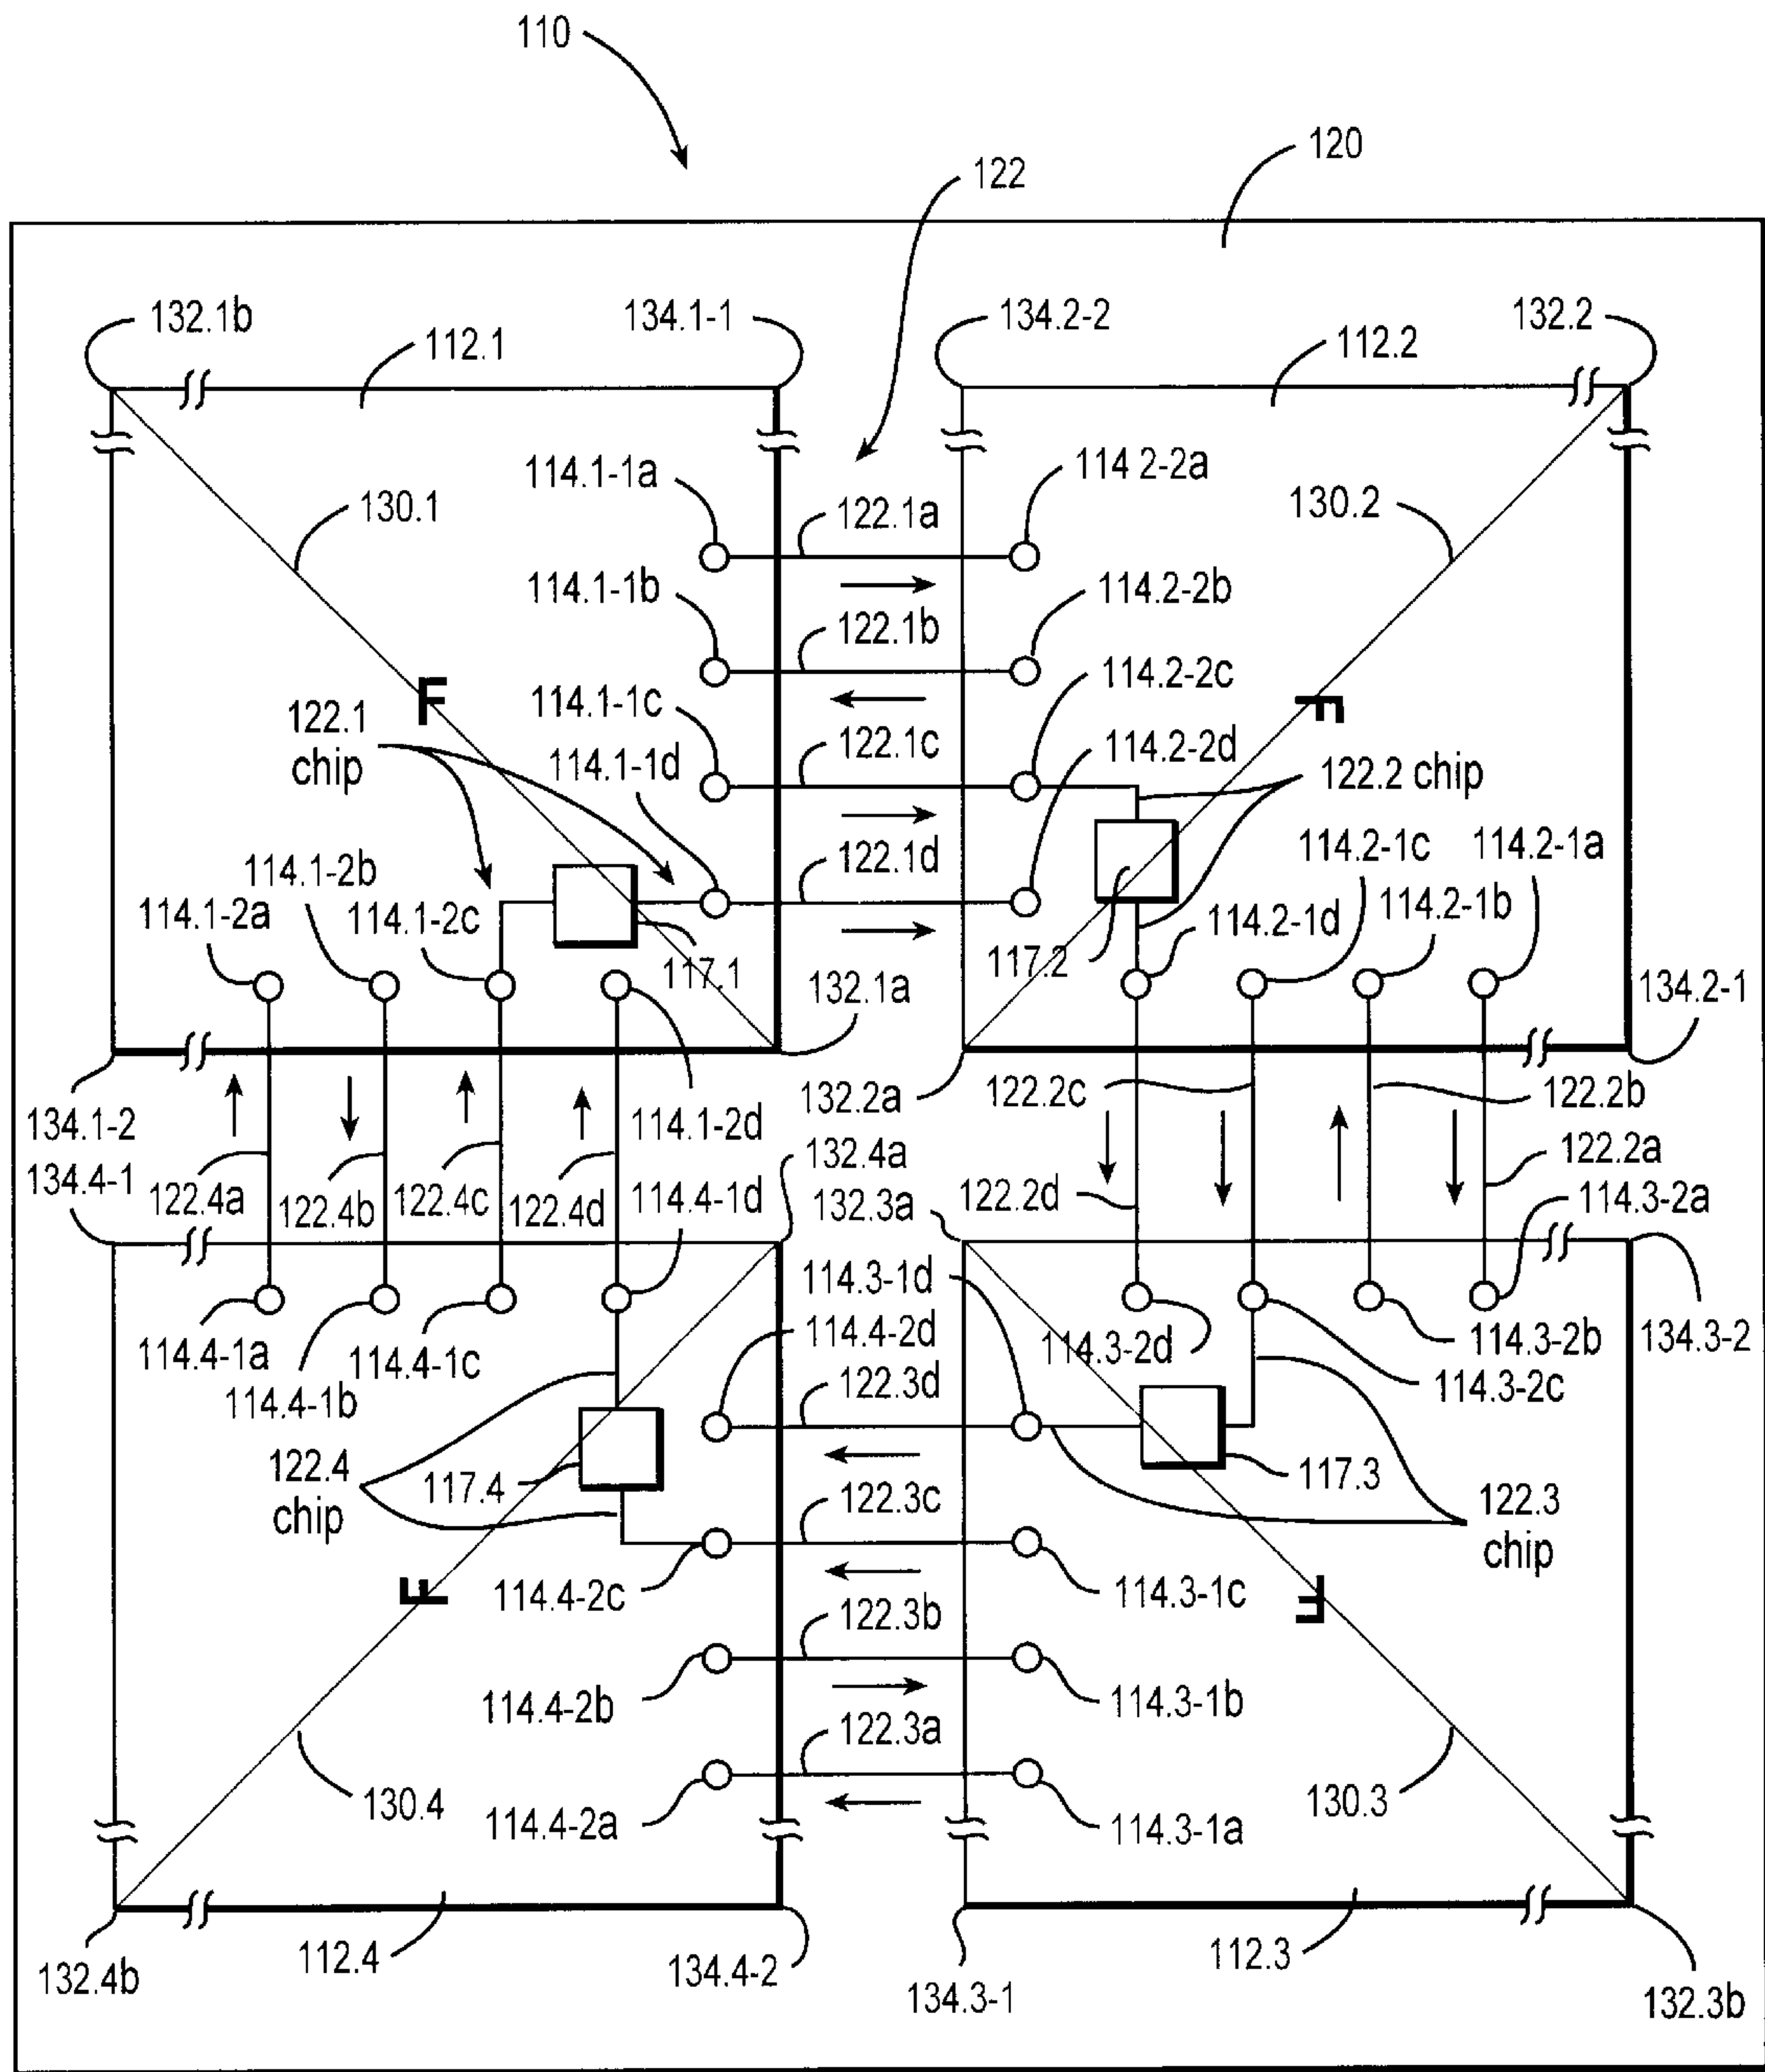 110
120
122
132.1b
134.1-1
134.2-2
132.2
112.1
112.2
114.1-1a
114 2-2a
130.1
122.1a
130.2
114.1-1b
114.2-2b
122.1b
114.2-2c
F
F
122.1
chip
114.1-1c
122.1c
114.1-1d
114.2-2d
122.2 chip
114.1-2b
122.1d
114.2-1c
114.2-1a
114.1-2a
114.1-2c
114.2-1d
114.2-1b
117.1
117.2
132.1a
134.2-1
134.1-2
132.2a
122.2c
122.2b
114.1-2d
134.4-1
132.4a
122.2a
122.4a
122.4b
122.4c
122.4d
114.4-1d
132.3a
122.2d
114.3-2a
114.3-1d
114.4-1a
114.4-1b
114.4-1c
114.4-2d
114.3-2d
114.3-2b
134.3-2
122.3d
114.3-2c
122.4
chip
117.4
117.3
122.3c
122.3
chip
F
114.4-2c
114.3-1c
F
122.3b
114.4-2b
114.3-1b
122.3a
130.4
114.4-2a
114.3-1a
130.3
132.4b
112.4
134.4-2
134.3-1
112.3
132.3b